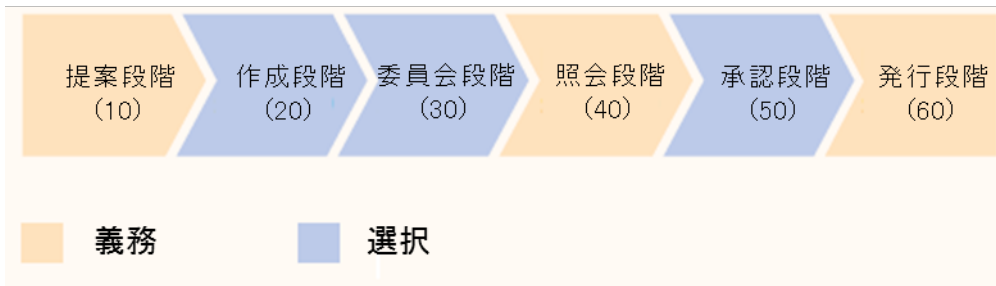 提案段階
(10)
作成段階
(20)
委員会段階
(30)
照会段階
(40)
承認段階
(50)
発行段階
(60)
義務
選択